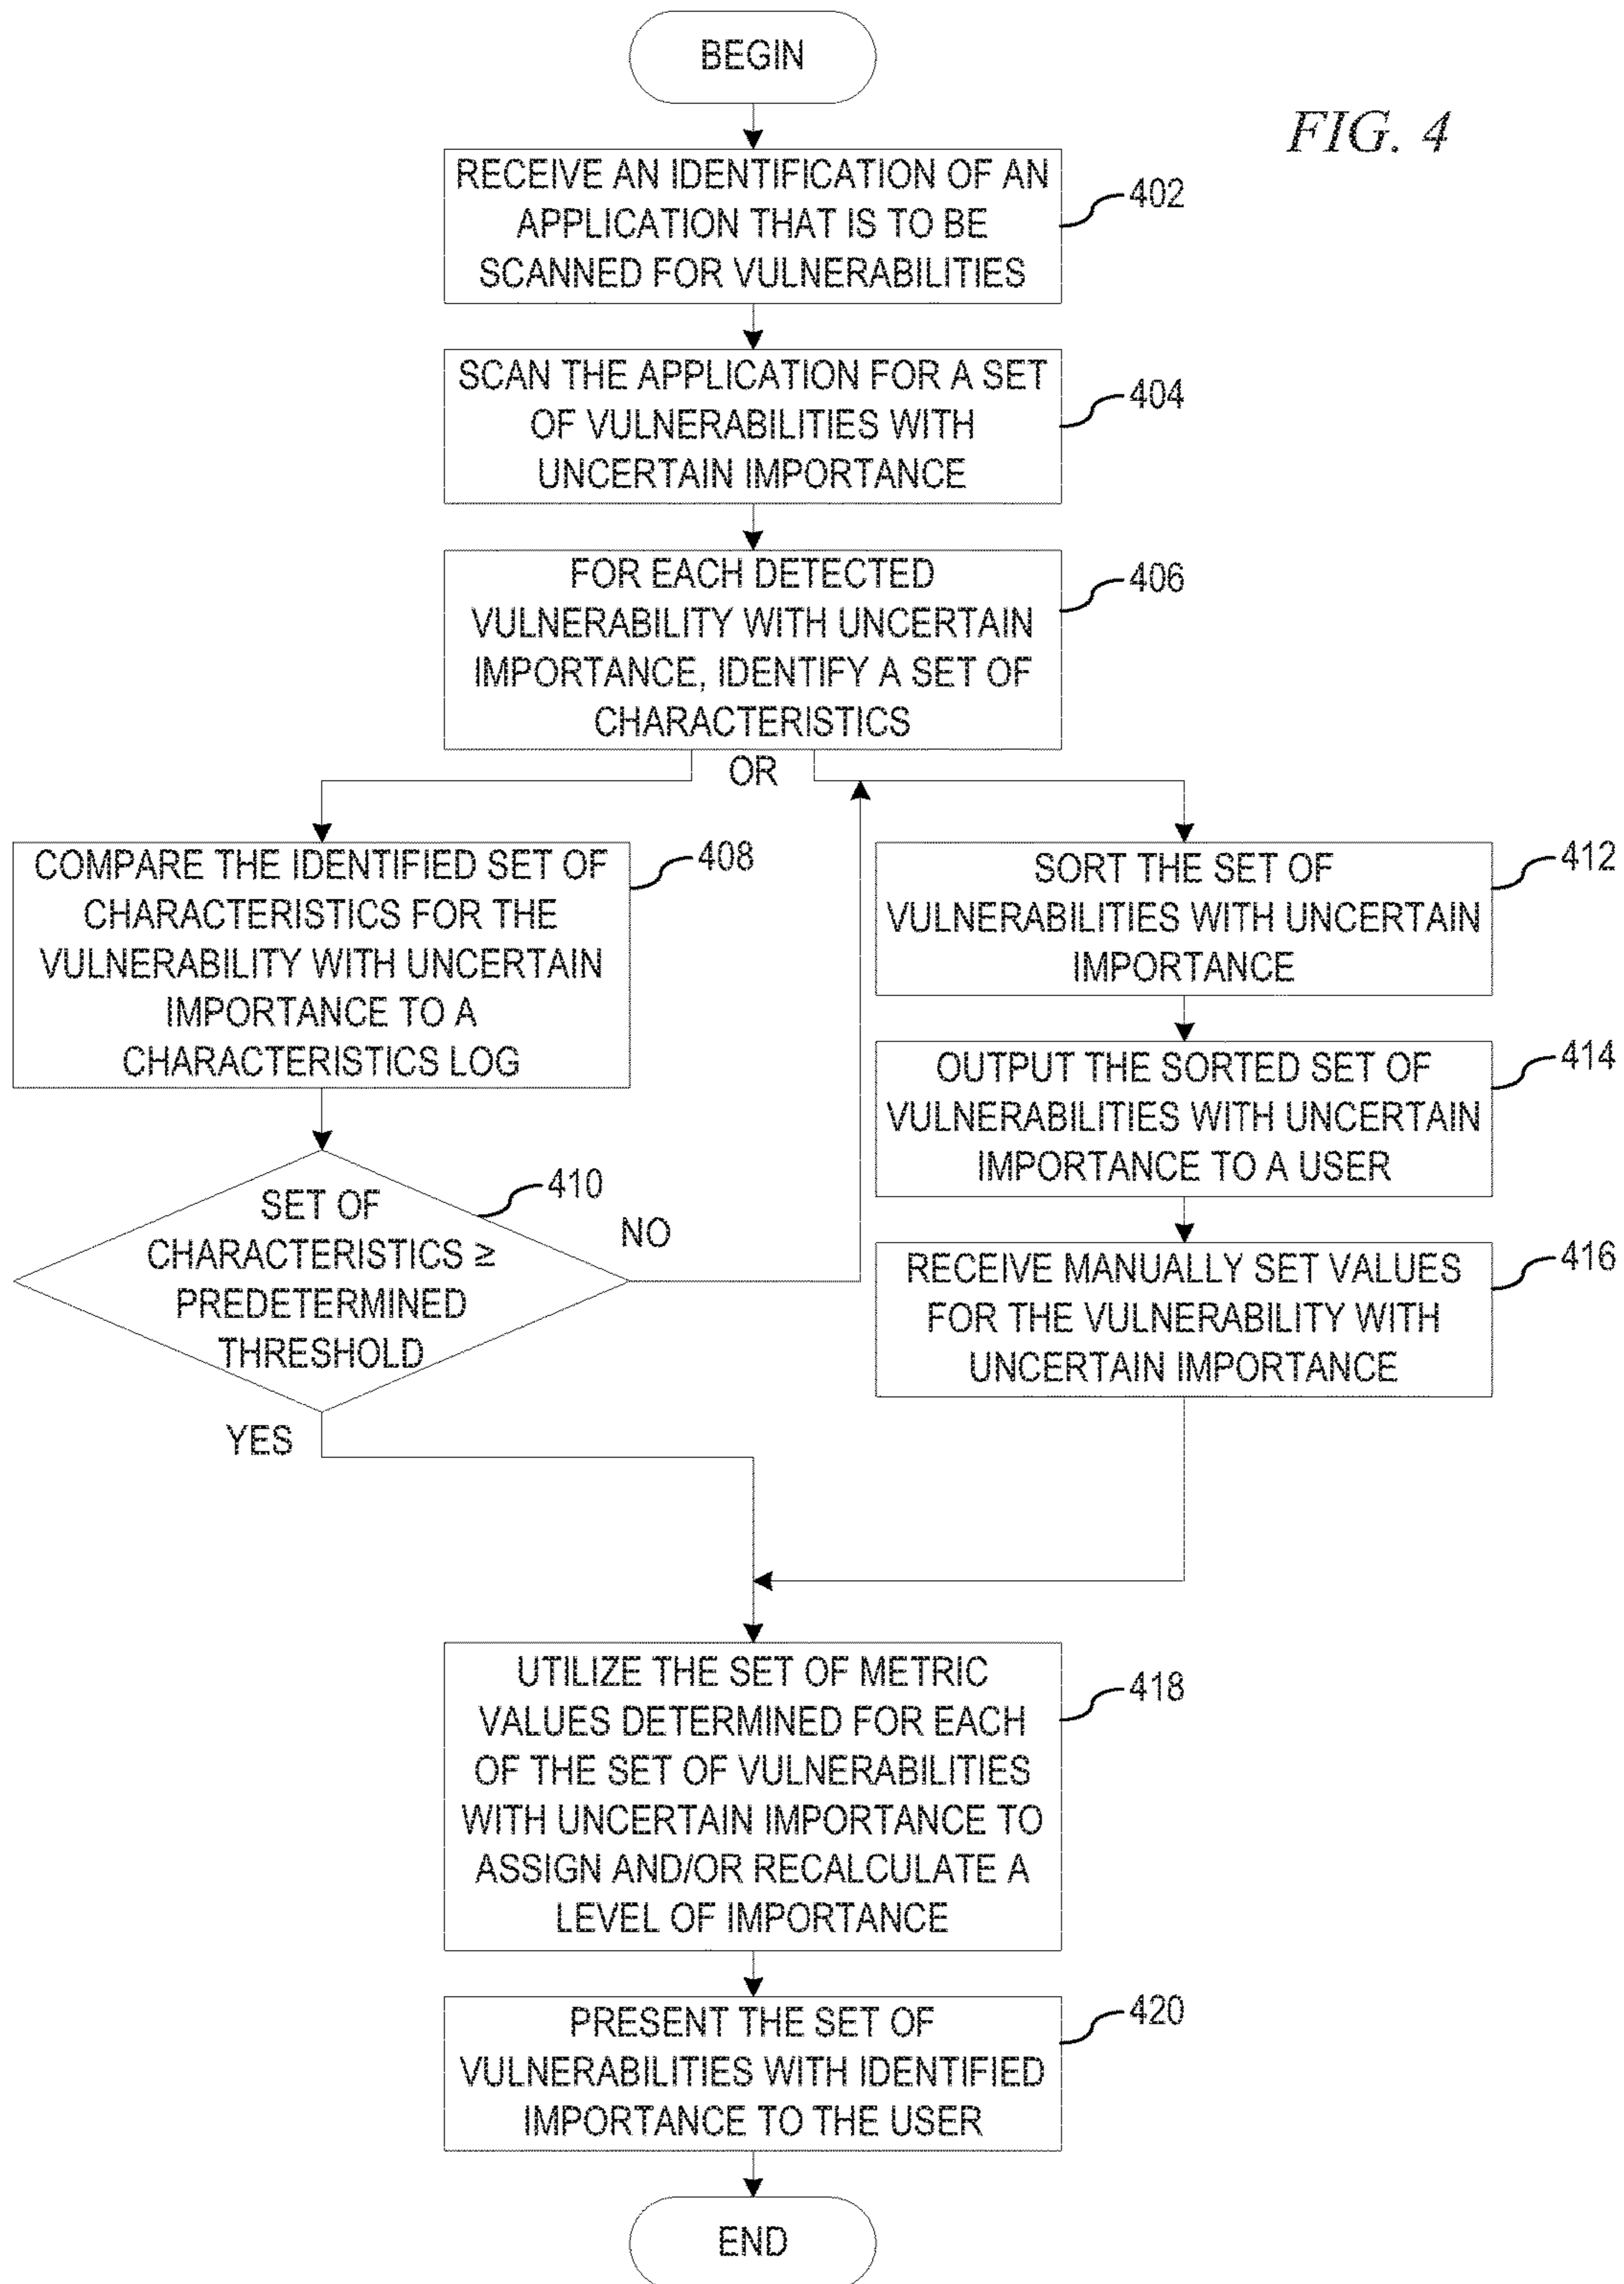 BEGIN
FIG. 4
RECEIVE AN IDENTIFICATION OF AN
APPLICATION THAT IS TO BE
SCANNED FOR VULNERABILITIES
402
SCAN THE APPLICATION FOR A SET
OF VULNERABILITIES WITH
UNCERTAIN IMPORTANCE
404
FOR EACH DETECTED
VULNERABILITY WITH UNCERTAIN
IMPORTANCE, IDENTIFY A SET OF
CHARACTERISTICS
406
OR
COMPARE THE IDENTIFIED SET OF
CHARACTERISTICS FOR THE
VULNERABILITY WITH UNCERTAIN
IMPORTANCE TO A
CHARACTERISTICS LOG
408
SET OF
CHARACTERISTICS ≥
PREDETERMINED
THRESHOLD
410
NO
YES
SORT THE SET OF
VULNERABILITIES WITH UNCERTAIN
IMPORTANCE
412
OUTPUT THE SORTED SET OF
VULNERABILITIES WITH UNCERTAIN
IMPORTANCE TO A USER
414
RECEIVE MANUALLY SET VALUES
FOR THE VULNERABILITY WITH
UNCERTAIN IMPORTANCE
416
UTILIZE THE SET OF METRIC
VALUES DETERMINED FOR EACH
OF THE SET OF VULNERABILITIES
WITH UNCERTAIN IMPORTANCE TO
ASSIGN AND/OR RECALCULATE A
LEVEL OF IMPORTANCE
418
PRESENT THE SET OF
VULNERABILITIES WITH IDENTIFIED
IMPORTANCE TO THE USER
420
END